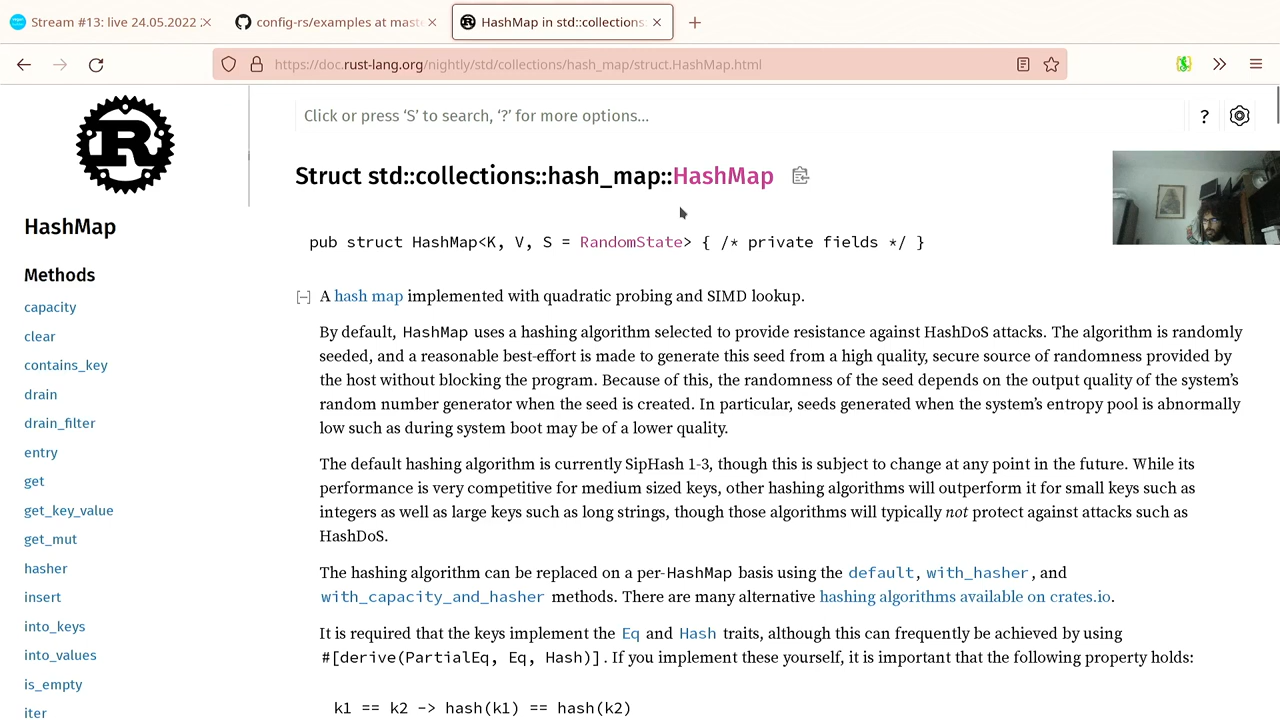 Stream #13: live 24.05.2022
config-rs/examples at maste
HashMap in std::collections
https://doc.rust-lang.org/nightly/std/collections/hash_map/struct.HashMap.html
R
Click or press ‘S’ to search, ‘?’ for more options…
?
Struct std::collections::hash_map::HashMap
HashMap
pub struct HashMap<K, V, S = RandomState> { /* private fields */ }
Methods
capacity
clear
contains_key
drain
drain_filter
entry
get
get_key_value
get_mut
hasher
insert
into_keys
into_values
is_empty
iter
[−] A hash map implemented with quadratic probing and SIMD lookup.
By default, HashMap uses a hashing algorithm selected to provide resistance against HashDoS attacks. The algorithm is randomly
seeded, and a reasonable best-effort is made to generate this seed from a high quality, secure source of randomness provided by
the host without blocking the program. Because of this, the randomness of the seed depends on the output quality of the system’s
random number generator when the seed is created. In particular, seeds generated when the system’s entropy pool is abnormally
low such as during system boot may be of a lower quality.
The default hashing algorithm is currently SipHash 1-3, though this is subject to change at any point in the future. While its
performance is very competitive for medium sized keys, other hashing algorithms will outperform it for small keys such as
integers as well as large keys such as long strings, though those algorithms will typically not protect against attacks such as
HashDoS.
The hashing algorithm can be replaced on a per-HashMap basis using the default, with_hasher, and
with_capacity_and_hasher methods. There are many alternative hashing algorithms available on crates.io.
It is required that the keys implement the Eq and Hash traits, although this can frequently be achieved by using
#[derive(PartialEq, Eq, Hash)]. If you implement these yourself, it is important that the following property holds:
k1 == k2 -> hash(k1) == hash(k2)